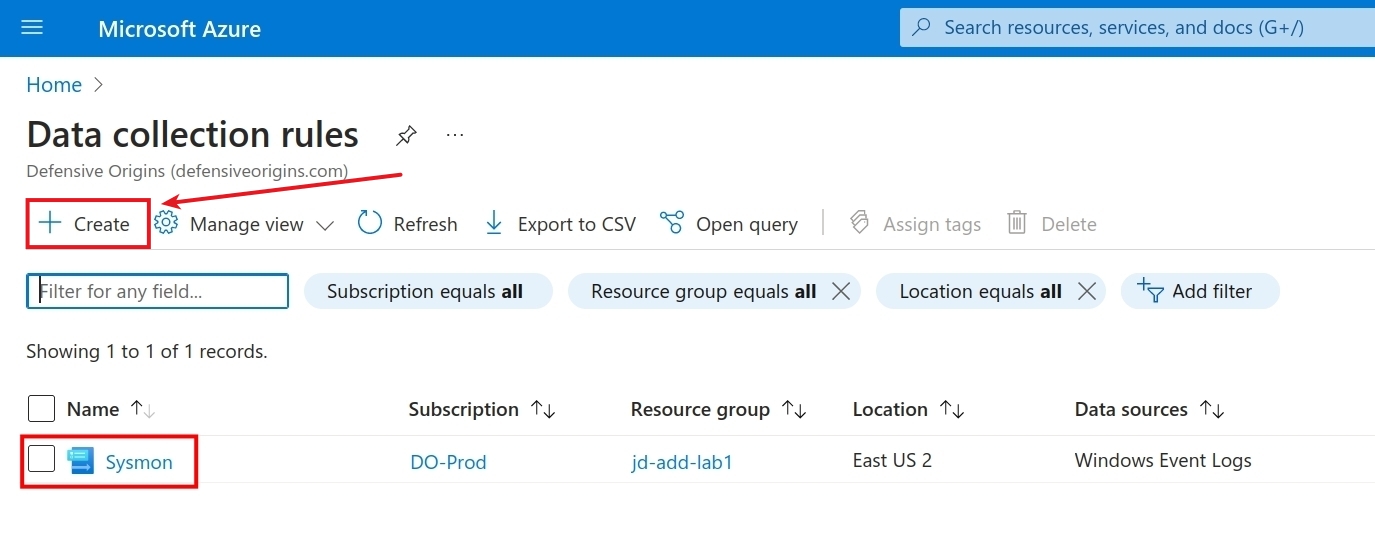 Microsoft Azure
Search resources, services, and docs (G+/)
Home
Data collection rules
Defensive Origins (defensiveorigins.com)
Create Manage view Refresh Export to CSV Open query Assign tags Delete
Filter for any field... Subscription equals all Resource group equals all Location equals all Add filter
Showing 1 to 1 of 1 records.
Name Subscription Resource group Location Data sources
Sysmon DO-Prod jd-add-lab1 East US 2 Windows Event Logs